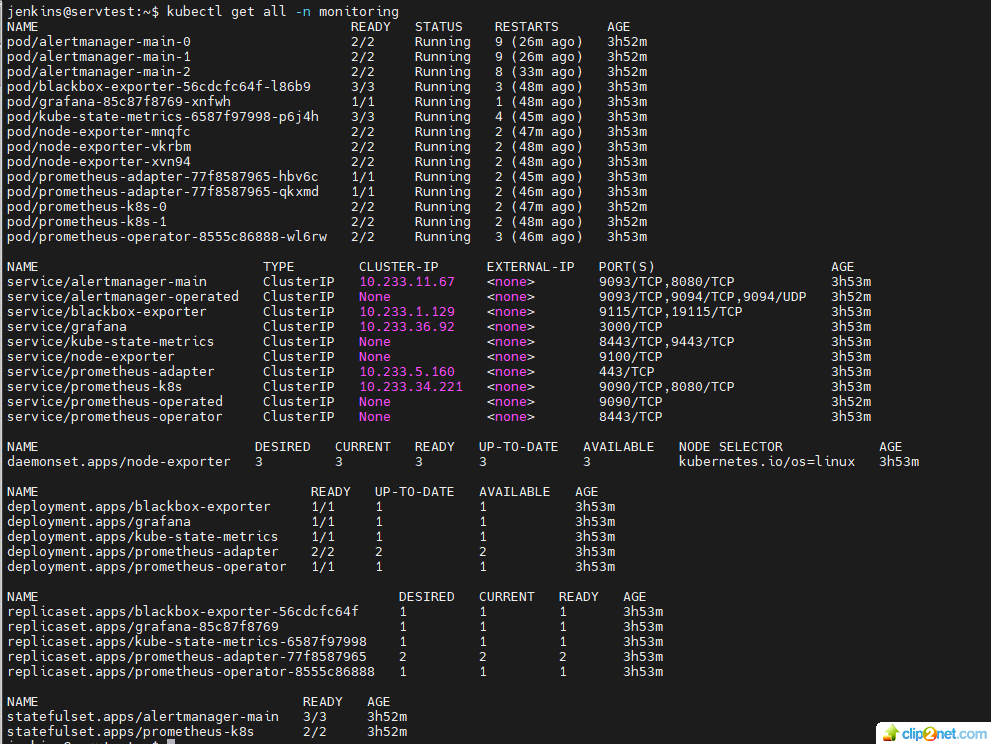 jenkins@servtest:~$ kubectl get all -n monitoring
NAME READY STATUS RESTARTS AGE
pod/alertmanager-main-0 2/2 Running 9 (26m ago) 3h52m
pod/alertmanager-main-1 2/2 Running 9 (26m ago) 3h52m
pod/alertmanager-main-2 2/2 Running 8 (33m ago) 3h52m
pod/blackbox-exporter-56cdcfc64f-l86b9 3/3 Running 3 (48m ago) 3h53m
pod/grafana-85c87f8769-xnfwh 1/1 Running 1 (48m ago) 3h53m
pod/kube-state-metrics-6587f97998-p6j4h 3/3 Running 4 (45m ago) 3h53m
pod/node-exporter-mnqfc 2/2 Running 2 (47m ago) 3h53m
pod/node-exporter-vkrbm 2/2 Running 2 (48m ago) 3h53m
pod/node-exporter-xvn94 2/2 Running 2 (48m ago) 3h53m
pod/prometheus-adapter-77f8587965-hbv6c 1/1 Running 2 (45m ago) 3h53m
pod/prometheus-adapter-77f8587965-qkxmd 1/1 Running 2 (46m ago) 3h53m
pod/prometheus-k8s-0 2/2 Running 2 (47m ago) 3h52m
pod/prometheus-k8s-1 2/2 Running 2 (48m ago) 3h52m
pod/prometheus-operator-8555c86888-wl6rw 2/2 Running 3 (46m ago) 3h53m
NAME TYPE CLUSTER-IP EXTERNAL-IP PORT(S) AGE
service/alertmanager-main ClusterIP 10.233.11.67 <none> 9093/TCP,8080/TCP 3h53m
service/alertmanager-operated ClusterIP None <none> 9093/TCP,9094/TCP,9094/UDP 3h52m
service/blackbox-exporter ClusterIP 10.233.1.129 <none> 9115/TCP,19115/TCP 3h53m
service/grafana ClusterIP 10.233.36.92 <none> 3000/TCP 3h53m
service/kube-state-metrics ClusterIP None <none> 8443/TCP,9443/TCP 3h53m
service/node-exporter ClusterIP None <none> 9100/TCP 3h53m
service/prometheus-adapter ClusterIP 10.233.5.160 <none> 443/TCP 3h53m
service/prometheus-k8s ClusterIP 10.233.34.221 <none> 9090/TCP,8080/TCP 3h53m
service/prometheus-operated ClusterIP None <none> 9090/TCP 3h52m
service/prometheus-operator ClusterIP None <none> 8443/TCP 3h53m
NAME DESIRED CURRENT READY UP-TO-DATE AVAILABLE NODE SELECTOR AGE
daemonset.apps/node-exporter 3 3 3 3 3 kubernetes.io/os=linux 3h53m
NAME READY UP-TO-DATE AVAILABLE AGE
deployment.apps/blackbox-exporter 1/1 1 1 3h53m
deployment.apps/grafana 1/1 1 1 3h53m
deployment.apps/kube-state-metrics 1/1 1 1 3h53m
deployment.apps/prometheus-adapter 2/2 2 2 3h53m
deployment.apps/prometheus-operator 1/1 1 1 3h53m
NAME DESIRED CURRENT READY AGE
replicaset.apps/blackbox-exporter-56cdcfc64f 1 1 1 3h53m
replicaset.apps/grafana-85c87f8769 1 1 1 3h53m
replicaset.apps/kube-state-metrics-6587f97998 1 1 1 3h53m
replicaset.apps/prometheus-adapter-77f8587965 2 2 2 3h53m
replicaset.apps/prometheus-operator-8555c86888 1 1 1 3h53m
NAME READY AGE
statefulset.apps/alertmanager-main 3/3 3h52m
statefulset.apps/prometheus-k8s 2/2 3h52m
clip2net.com